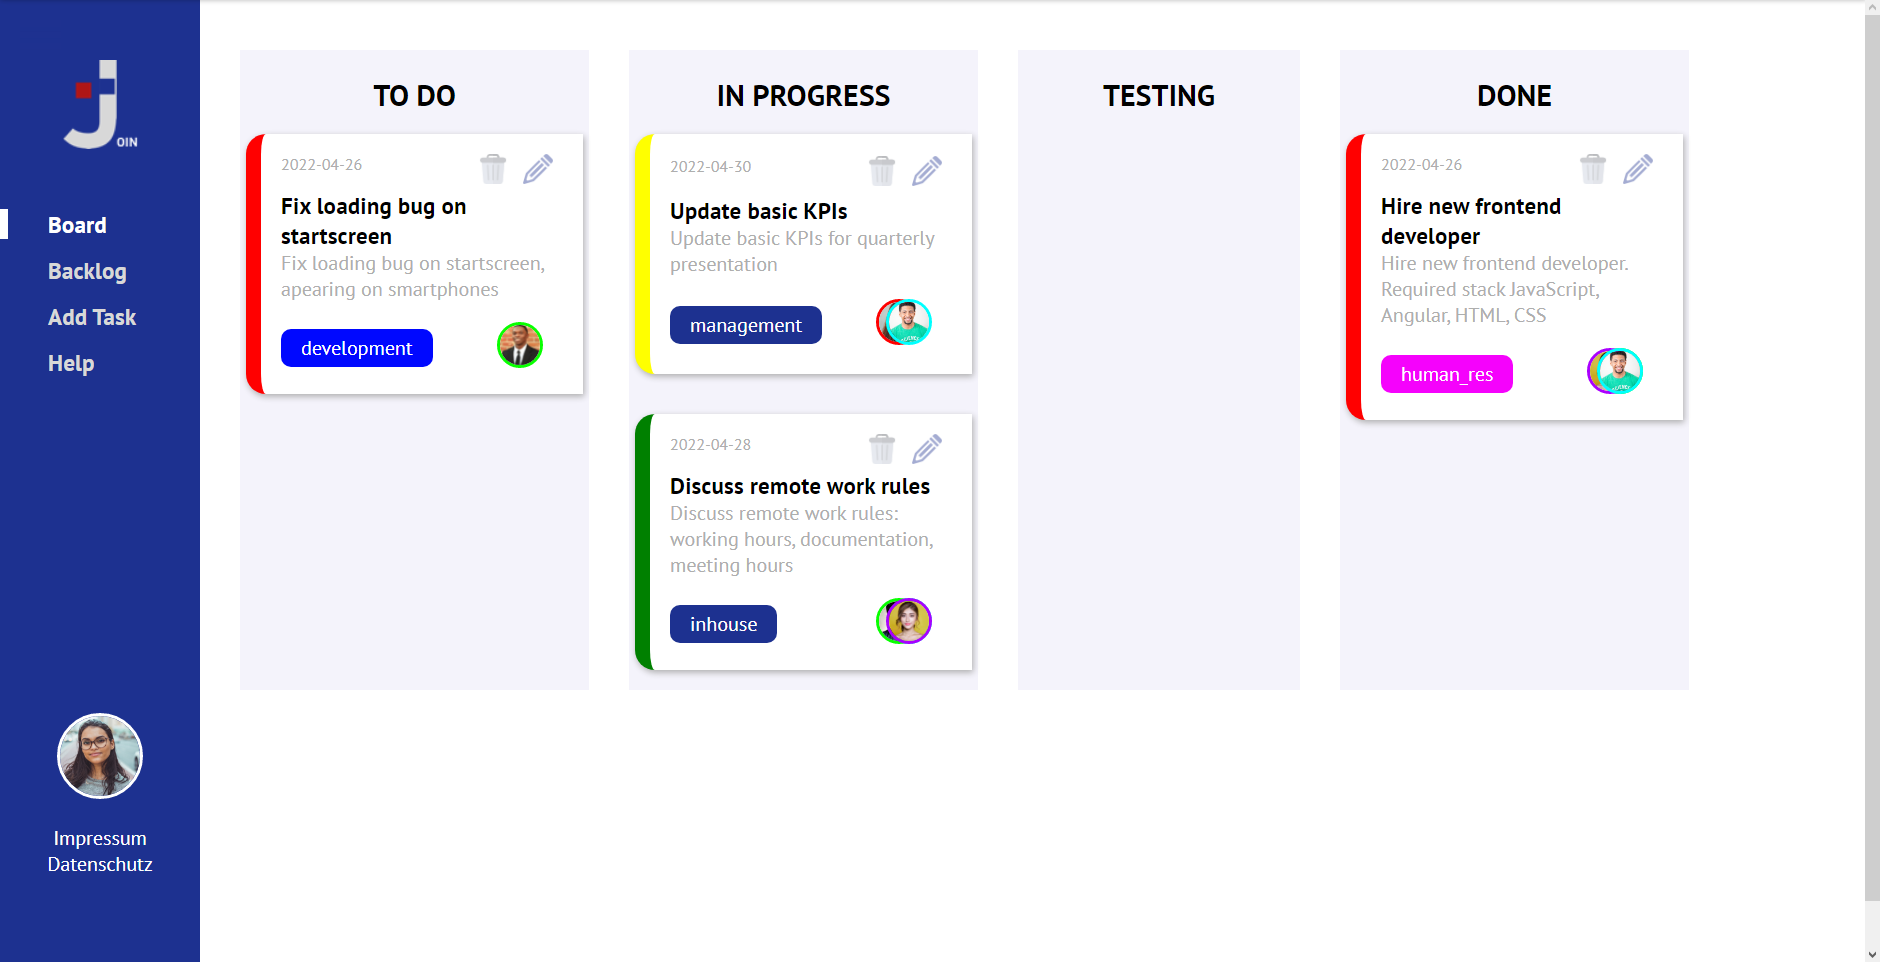 OIN
Board
Backlog
Add Task
Help
Impressum
Datenschutz
TO DO
2022-04-26
Fix loading bug on
startscreen
Fix loading bug on startscreen,
apearing on smartphones
development
IN PROGRESS
2022-04-30
Update basic KPIs
Update basic KPIs for quarterly
presentation
management
2022-04-28
Discuss remote work rules
Discuss remote work rules:
working hours, documentation,
meeting hours
inhouse
TESTING
DONE
2022-04-26
Hire new frontend
developer
Hire new frontend developer.
Required stack JavaScript,
Angular, HTML, CSS
human_res